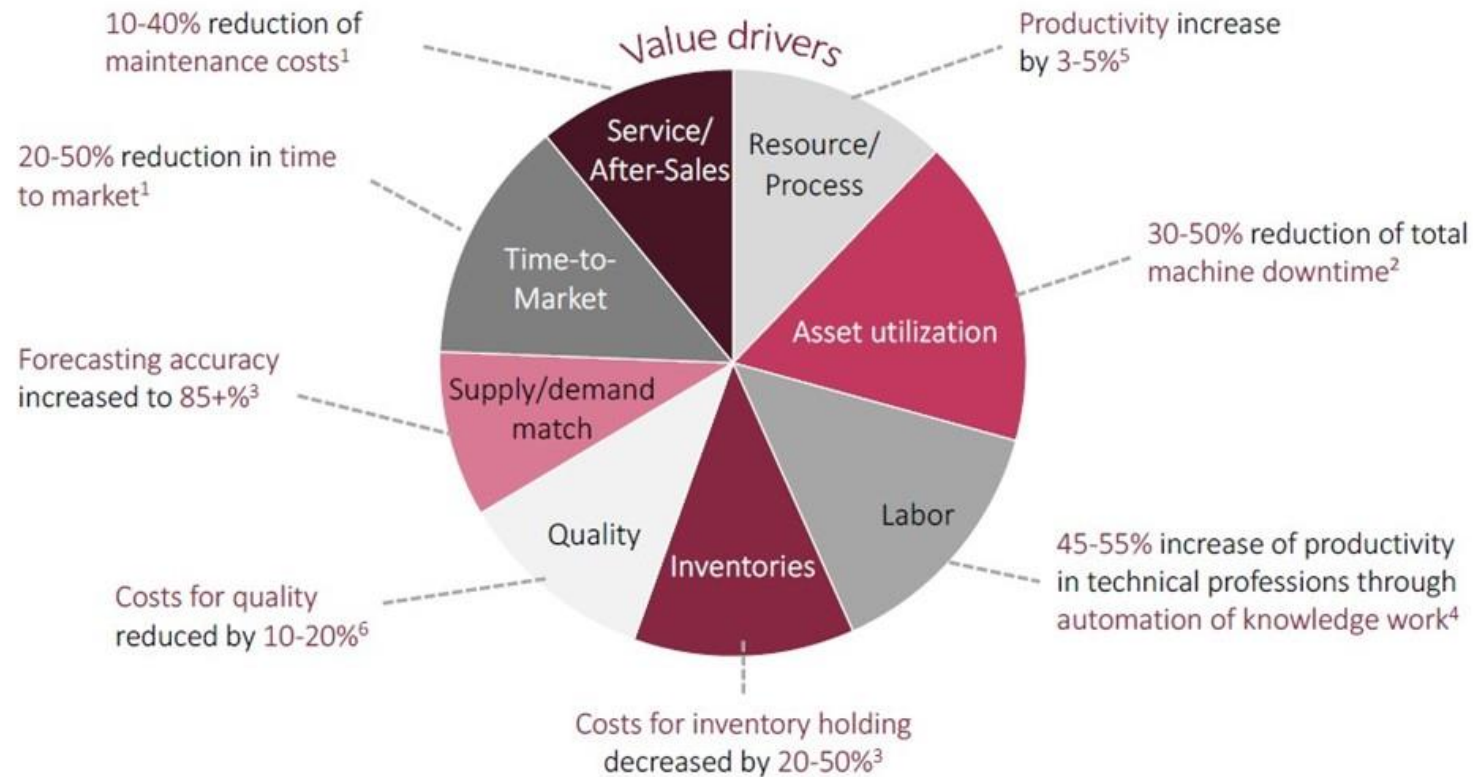 Value drivers
10-40% reduction of
maintenance costs¹
Productivity increase
by 3-5%⁵
Service/
After-Sales
Resource/
Process
20-50% reduction in time
to market¹
30-50% reduction of total
machine downtime²
Time-to-
Market
Asset utilization
Forecasting accuracy
increased to 85+%³
Supply/demand
match
Labor
Quality
Inventories
45-55% increase of productivity
in technical professions through
automation of knowledge work⁴
Costs for quality
reduced by 10-20%⁶
Costs for inventory holding
decreased by 20-50%³